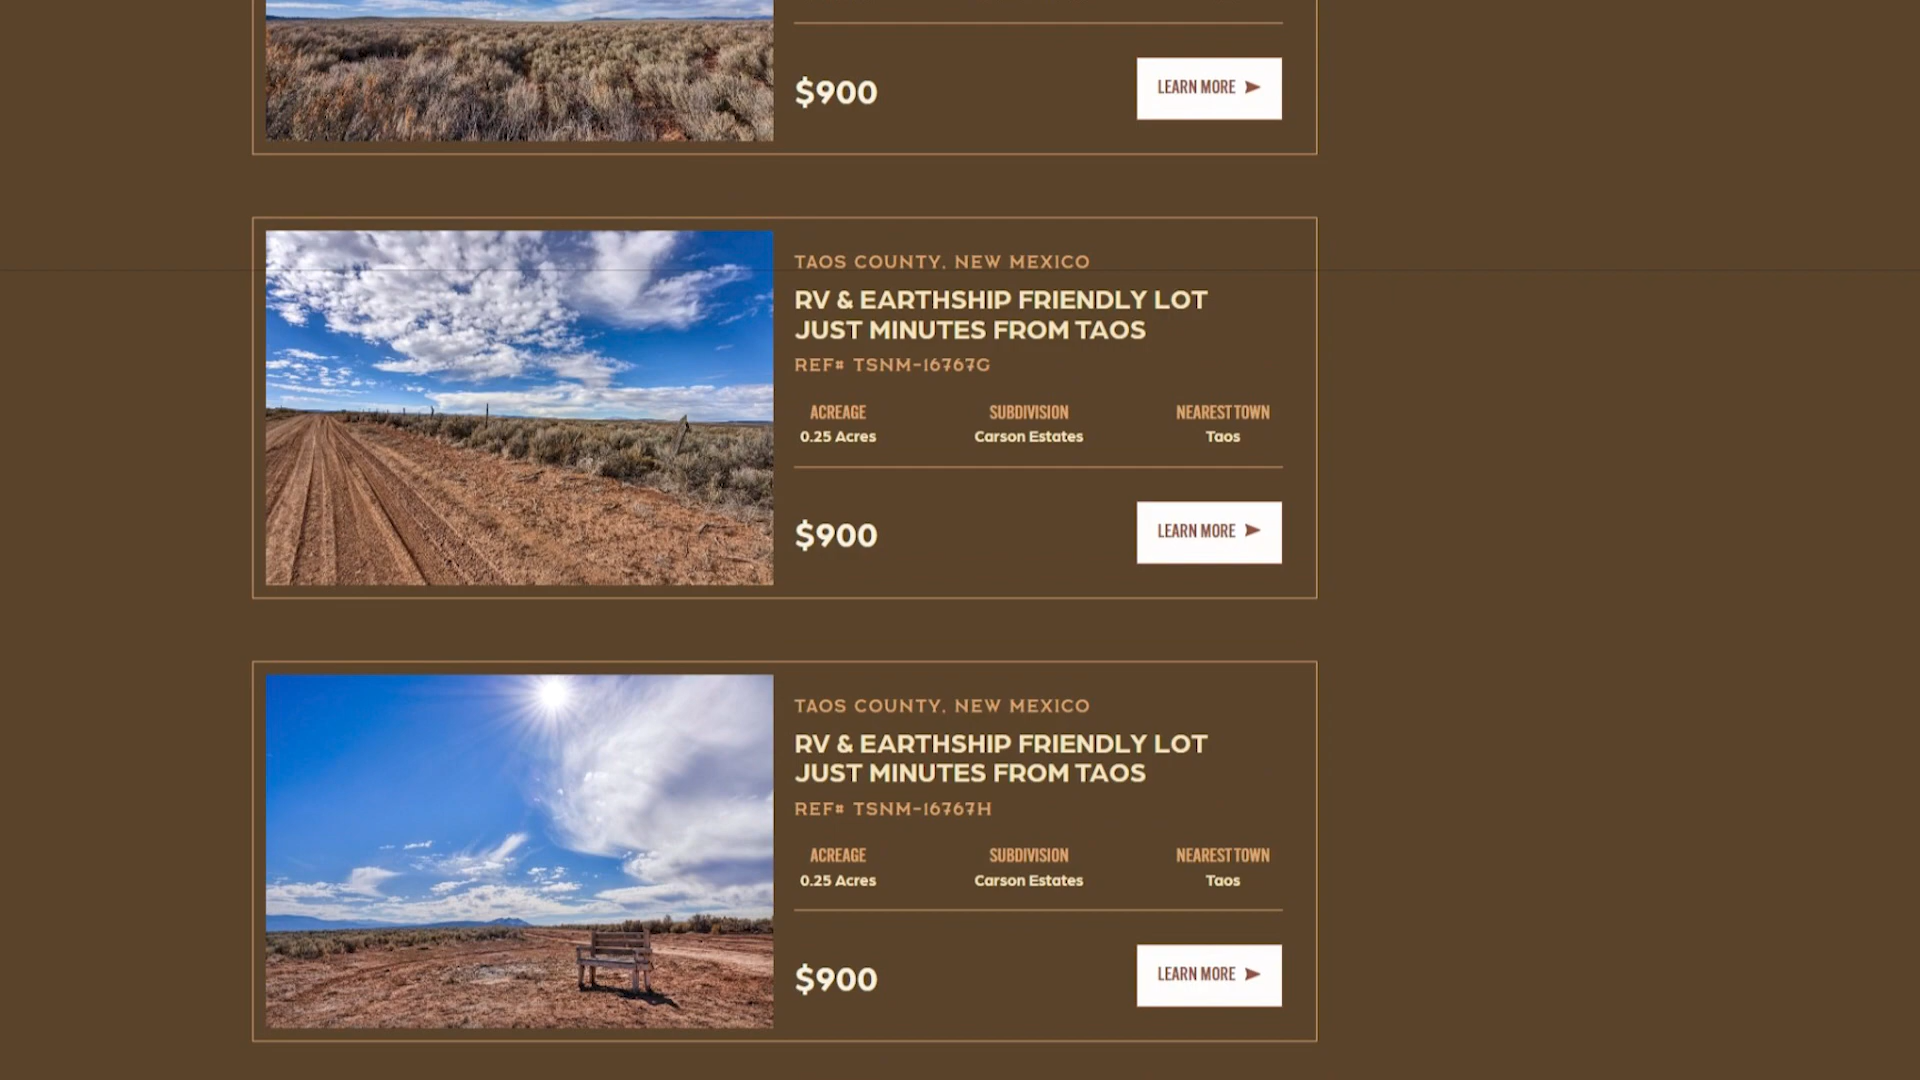 $900
LEARN MORE ➤
TAOS COUNTY, NEW MEXICO
RV & EARTHSHIP FRIENDLY LOT
JUST MINUTES FROM TAOS
REF# TSNM-16767G
ACREAGE SUBDIVISION NEAREST TOWN
0.25 Acres Carson Estates Taos
$900
LEARN MORE ➤
TAOS COUNTY, NEW MEXICO
RV & EARTHSHIP FRIENDLY LOT
JUST MINUTES FROM TAOS
REF# TSNM-16767H
ACREAGE SUBDIVISION NEAREST TOWN
0.25 Acres Carson Estates Taos
$900
LEARN MORE ➤